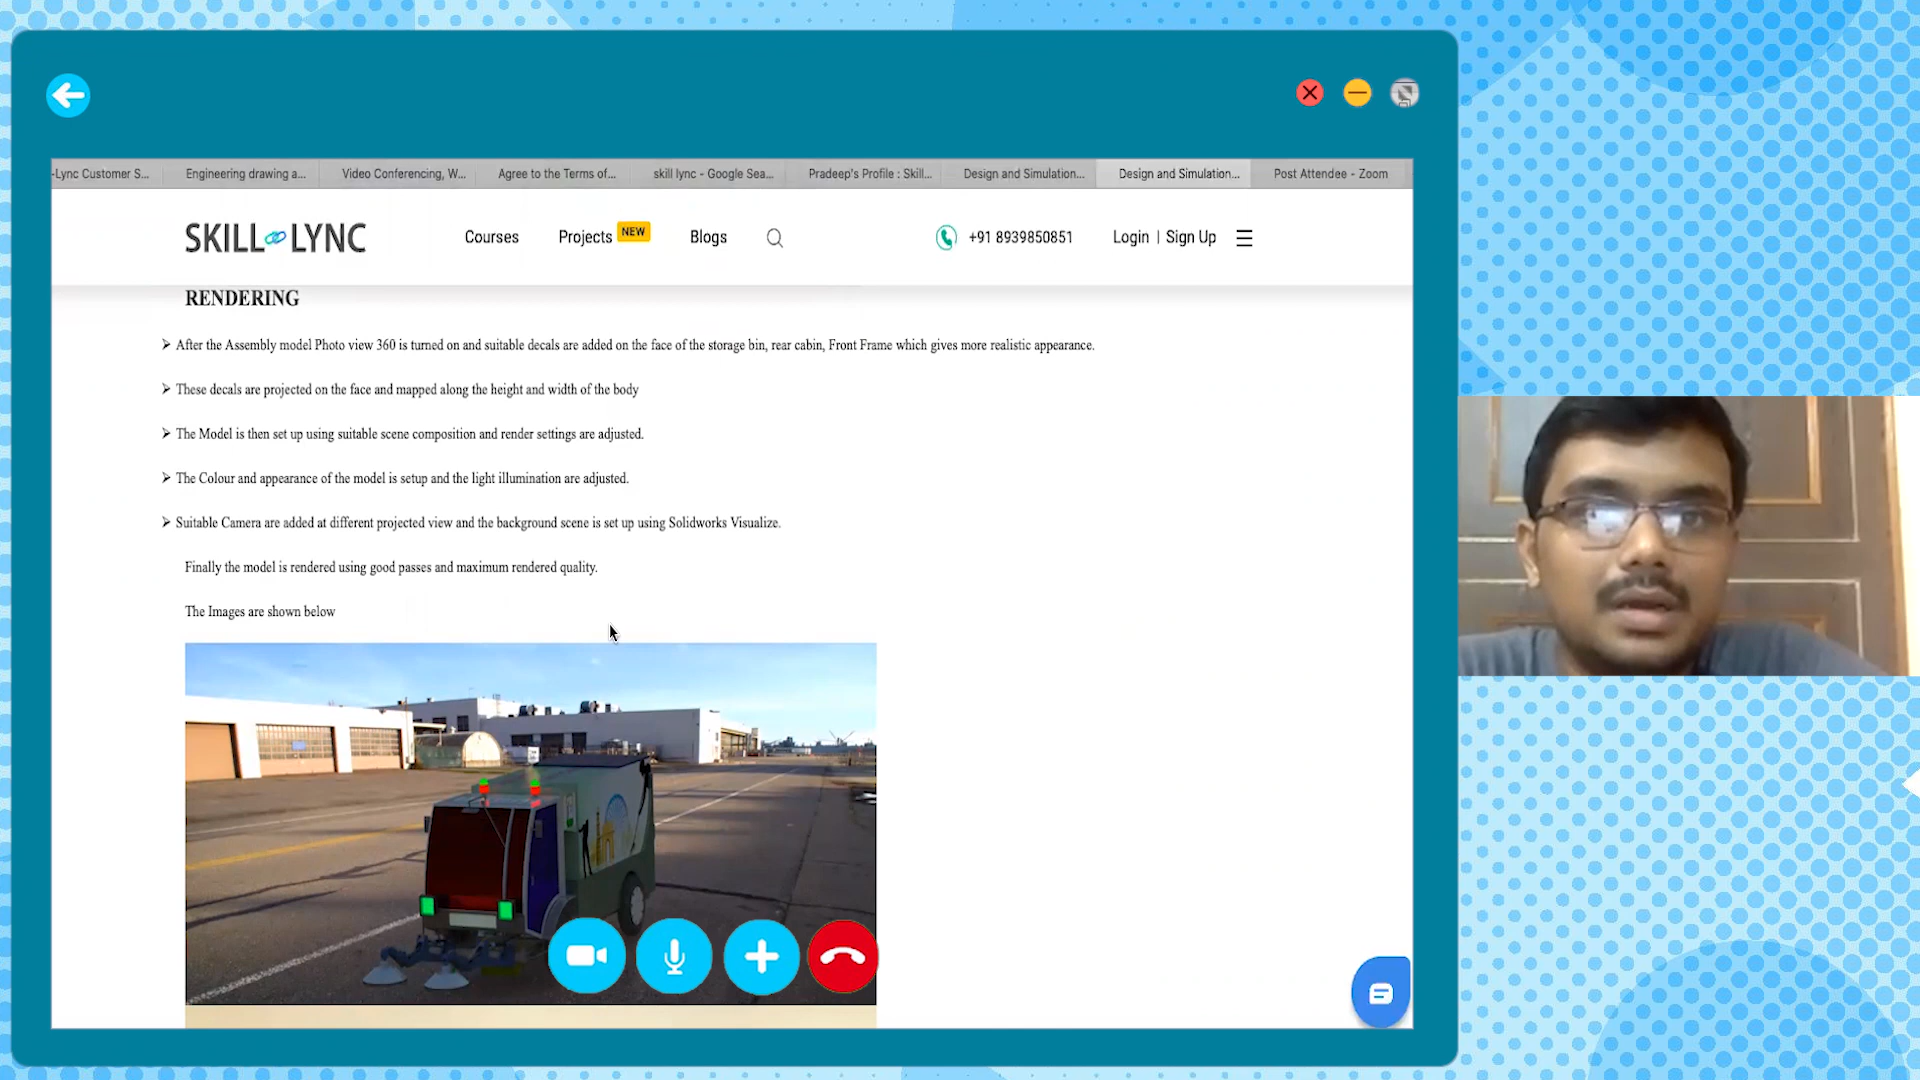 -Lync Customer S...
Engineering drawing a...
Video Conferencing, W...
Agree to the Terms of...
skill lync - Google Sea...
Pradeep's Profile : Skill...
Design and Simulation...
Design and Simulation...
Post Attendee - Zoom
SKILL LYNC
Courses
Projects NEW
Blogs
+91 8939850851
Login | Sign Up
RENDERING
➢ After the Assembly model Photo view 360 is turned on and suitable decals are added on the face of the storage bin, rear cabin, Front Frame which gives more realistic appearance.
➢ These decals are projected on the face and mapped along the height and width of the body
➢ The Model is then set up using suitable scene composition and render settings are adjusted.
➢ The Colour and appearance of the model is setup and the light illumination are adjusted.
➢ Suitable Camera are added at different projected view and the background scene is set up using Solidworks Visualize.
Finally the model is rendered using good passes and maximum rendered quality.
The Images are shown below